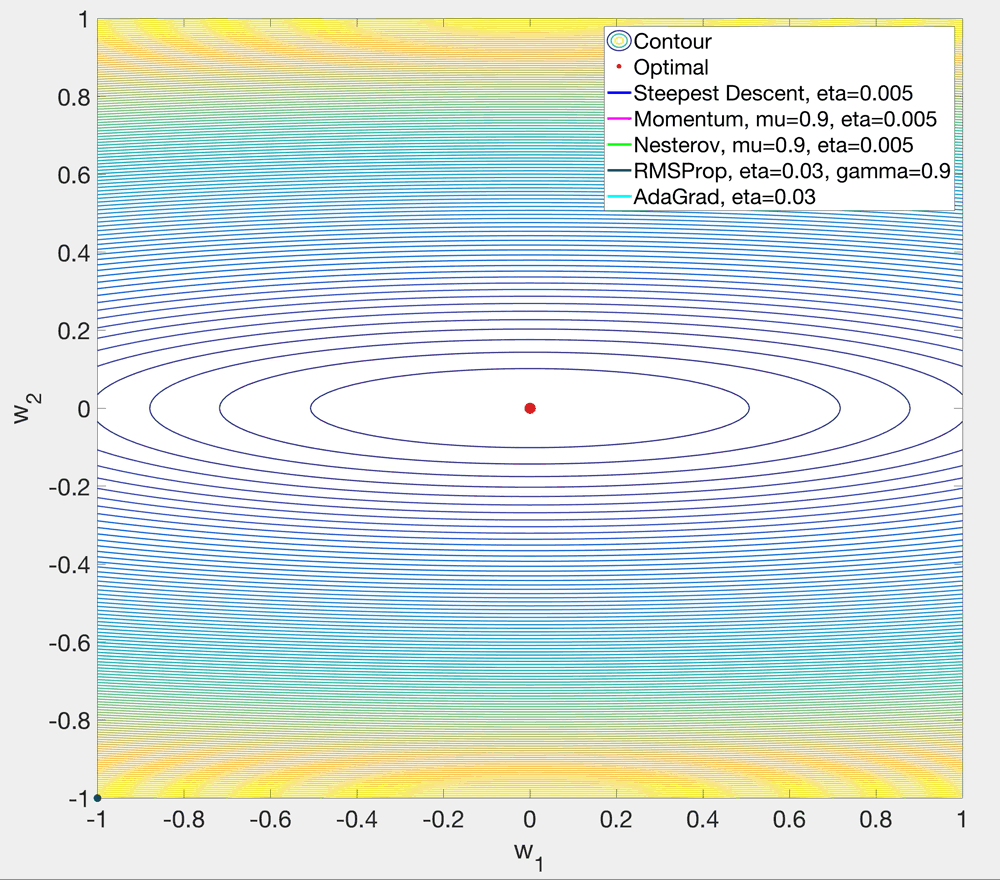 1
0.8
0.6
0.4
0.2
0
-0.2
-0.4
-0.6
-0.8
-1
w2
Contour
Optimal
Steepest Descent, eta=0.005
Momentum, mu=0.9, eta=0.005
Nesterov, mu=0.9, eta=0.005
RMSProp, eta=0.03, gamma=0.9
AdaGrad, eta=0.03
-1 -0.8 -0.6 -0.4 -0.2 0 0.2 0.4 0.6 0.8 1
w1